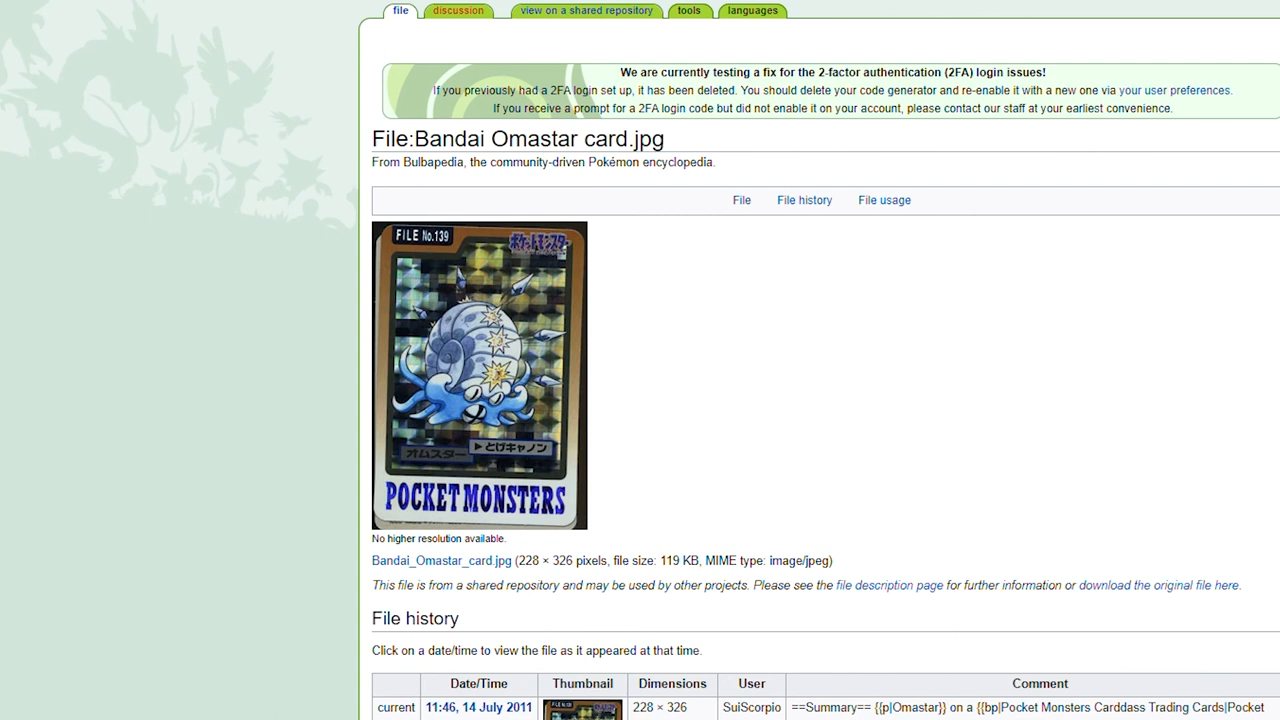 file
discussion
view on a shared repository
tools
languages
We are currently testing a fix for the 2-factor authentication (2FA) login issues!
If you previously had a 2FA login set up, it has been deleted. You should delete your code generator and re-enable it with a new one via your user preferences.
If you receive a prompt for a 2FA login code but did not enable it on your account, please contact our staff at your earliest convenience.
File:Bandai Omastar card.jpg
From Bulbapedia, the community-driven Pokémon encyclopedia.
File
File history
File usage
FILE No.139
ポケットモンスター
オムスター
▶とげキャノン
POCKET MONSTERS
No higher resolution available.
Bandai_Omastar_card.jpg (228 × 326 pixels, file size: 119 KB, MIME type: image/jpeg)
This file is from a shared repository and may be used by other projects. Please see the file description page for further information or download the original file here.
File history
Click on a date/time to view the file as it appeared at that time.
Date/Time Thumbnail Dimensions User Comment
current 11:46, 14 July 2011 228 × 326 SuiScorpio ==Summary== {{p|Omastar}} on a {{bp|Pocket Monsters Carddass Trading Cards|Pocket